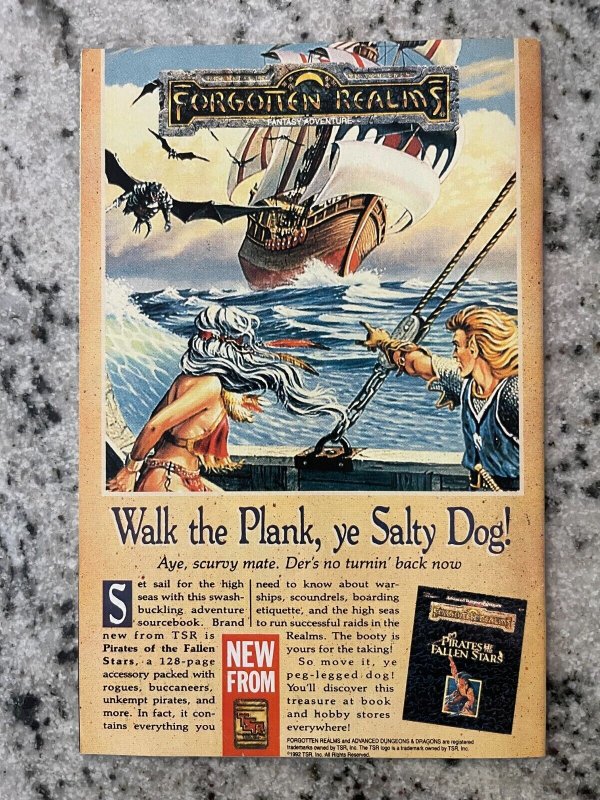 FORGOTTEN REALMS®
FANTASY ADVENTURE
Walk the Plank, ye Salty Dog!
Aye, scurvy mate. Der's no turnin' back now
Set sail for the high
seas with this swash-
buckling adventure
sourcebook. Brand
new from TSR is
Pirates of the Fallen
Stars, a 128-page
accessory packed with
rogues, buccaneers,
unkempt pirates, and
more. In fact, it con-
tains everything you
need to know about war-
ships, scoundrels, boarding
etiquette, and the high seas
to run successful raids in the
Realms. The booty is
yours for the taking!
So move it, ye
peg-legged dog!
You'll discover this
treasure at book
and hobby stores
everywhere!
NEW
FROM
TSR
FORGOTTEN REALMS
PIRATES OF THE
FALLEN STARS
FORGOTTEN REALMS and ADVANCED DUNGEONS & DRAGONS are registered
trademarks owned by TSR, Inc. The TSR logo is a trademark owned by TSR, Inc.
©1992 TSR, Inc. All Rights Reserved.